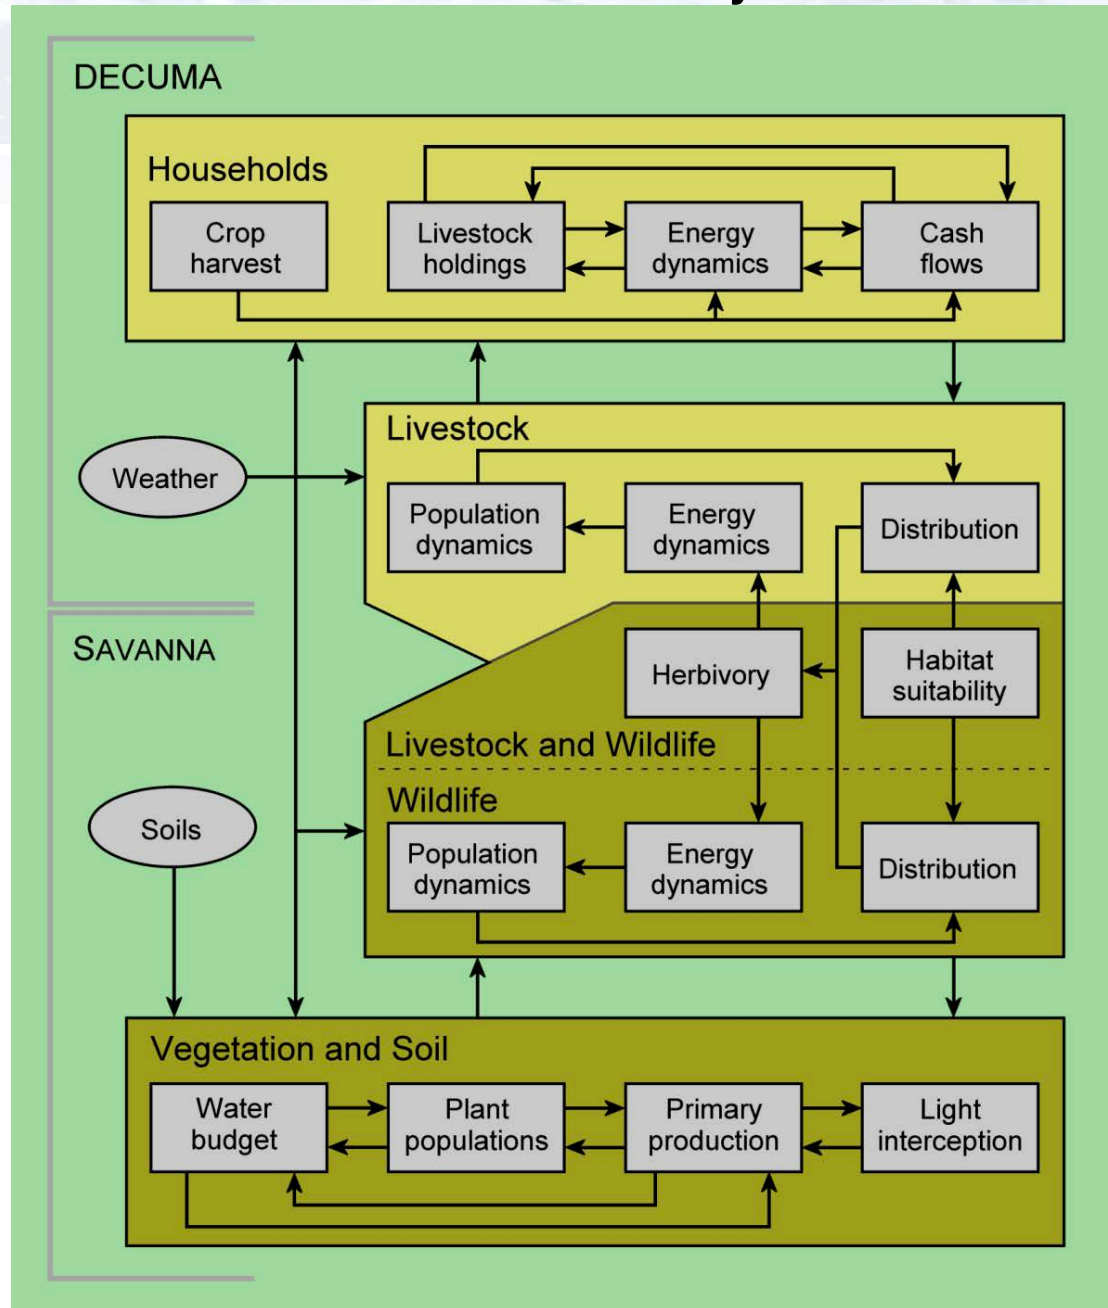 DECUMA
Households
Crop
harvest
Livestock
holdings
Energy
dynamics
Cash
flows
Livestock
Weather
Population
dynamics
Energy
dynamics
Distribution
SAVANNA
Herbivory
Habitat
suitability
Livestock and Wildlife
Wildlife
Soils
Population
dynamics
Energy
dynamics
Distribution
Vegetation and Soil
Water
budget
Plant
populations
Primary
production
Light
interception